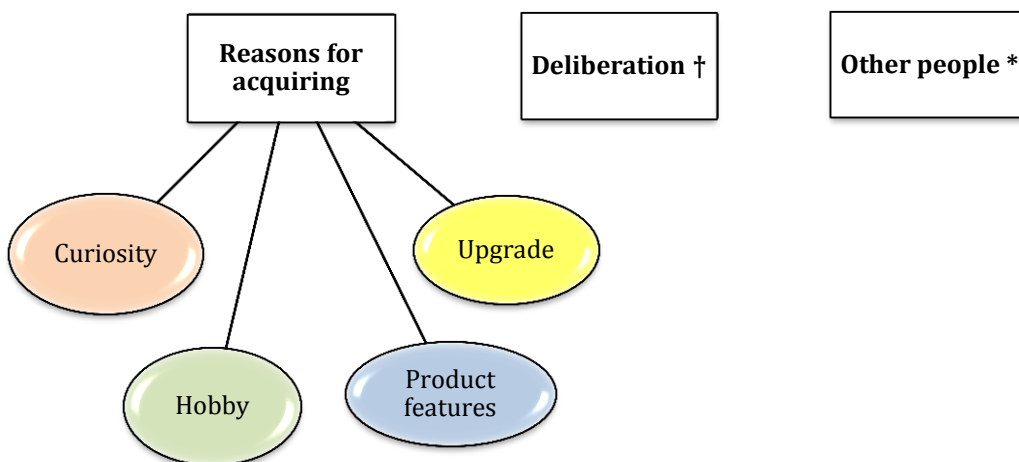 Reasons for
acquiring
Deliberation †
Other people *
Curiosity
Upgrade
Hobby
Product
features